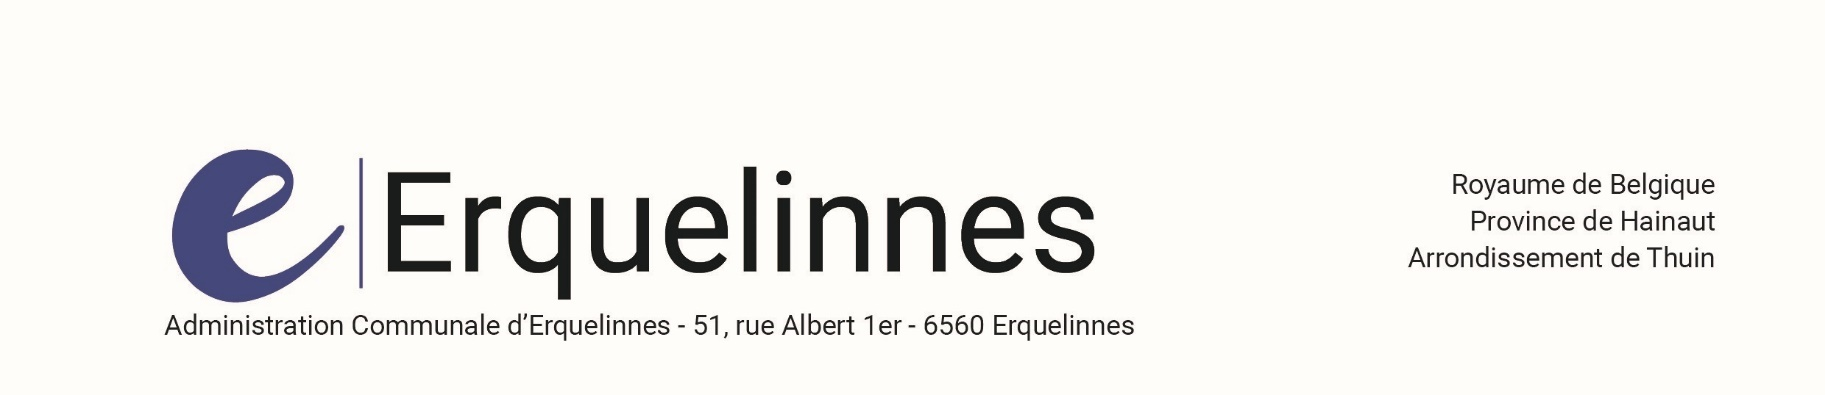 e Erquelinnes
Administration Communale d’Erquelinnes - 51, rue Albert 1er - 6560 Erquelinnes
Royaume de Belgique
Province de Hainaut
Arrondissement de Thuin